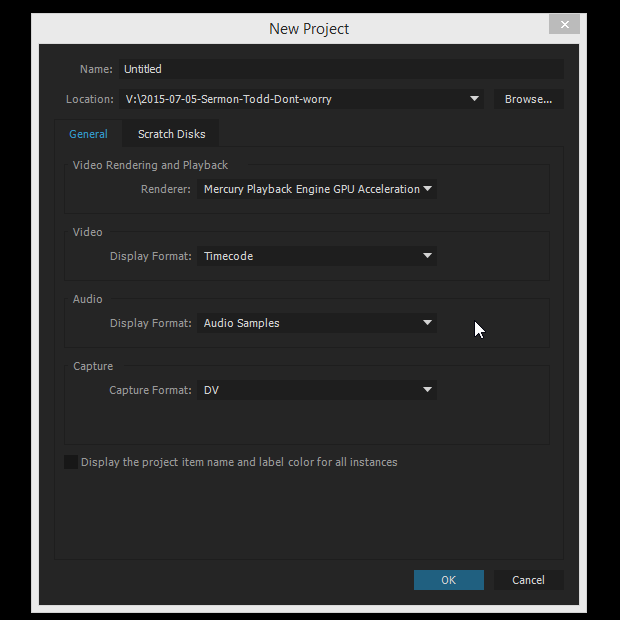 New Project
Name: Untitled
Location: V:\2015-07-05-Sermon-Todd-Dont-worry Browse...
General Scratch Disks
Video Rendering and Playback
Renderer: Mercury Playback Engine GPU Acceleration
Video
Display Format: Timecode
Audio
Display Format: Audio Samples
Capture
Capture Format: DV
Display the project item name and label color for all instances
OK Cancel